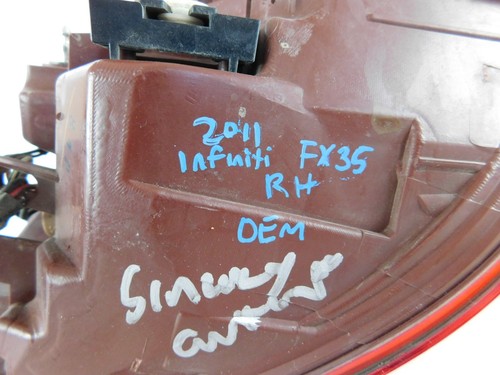 2011
Infiniti FX35
RH
OEM